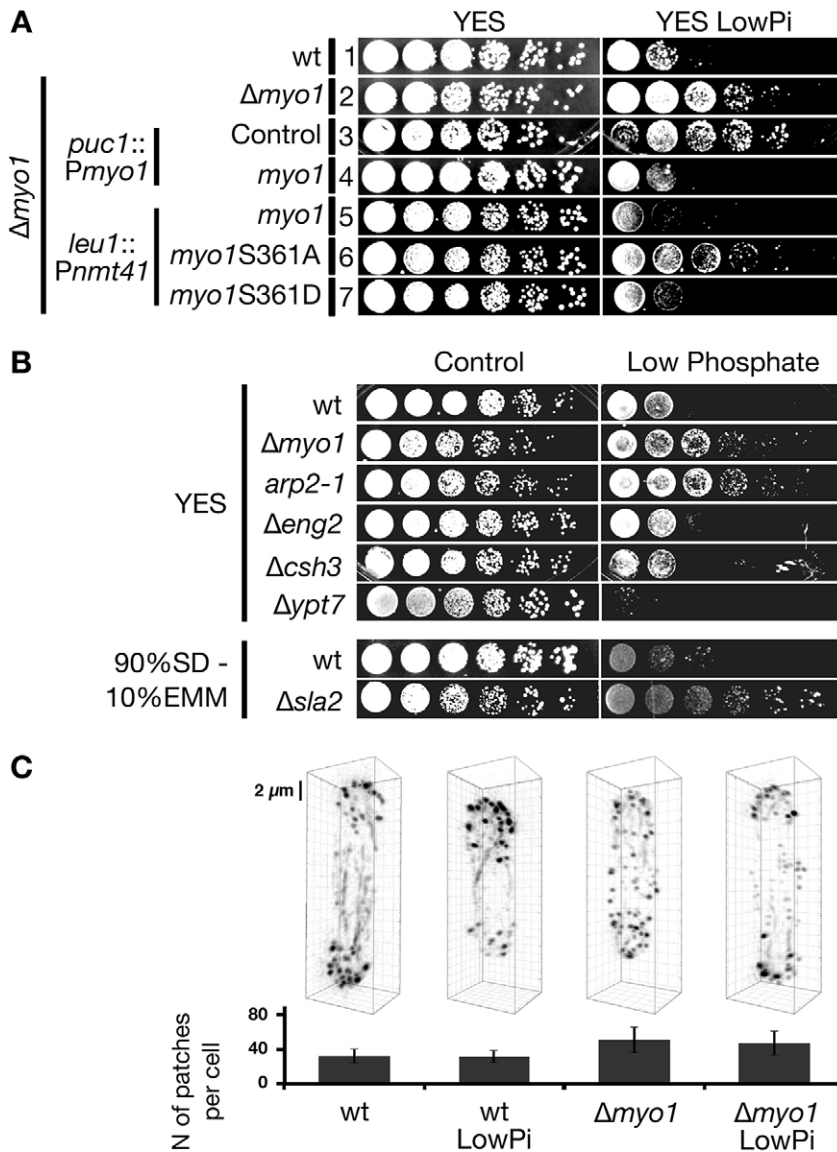 A
YES
YES LowPi
wt 1
Δmyo1 2
Control 3
myo1 4
myo1 5
myo1S361A 6
myo1S361D 7
Δmyo1
puc1::
Pmyo1
leu1::
Pnmt41
B
Control
Low Phosphate
YES
wt
Δmyo1
arp2-1
Δeng2
Δcsh3
Δypt7
90%SD -
10%EMM
wt
Δsla2
C
2 µm
N of patches
per cell
80
40
0
wt
wt
LowPi
Δmyo1
Δmyo1
LowPi